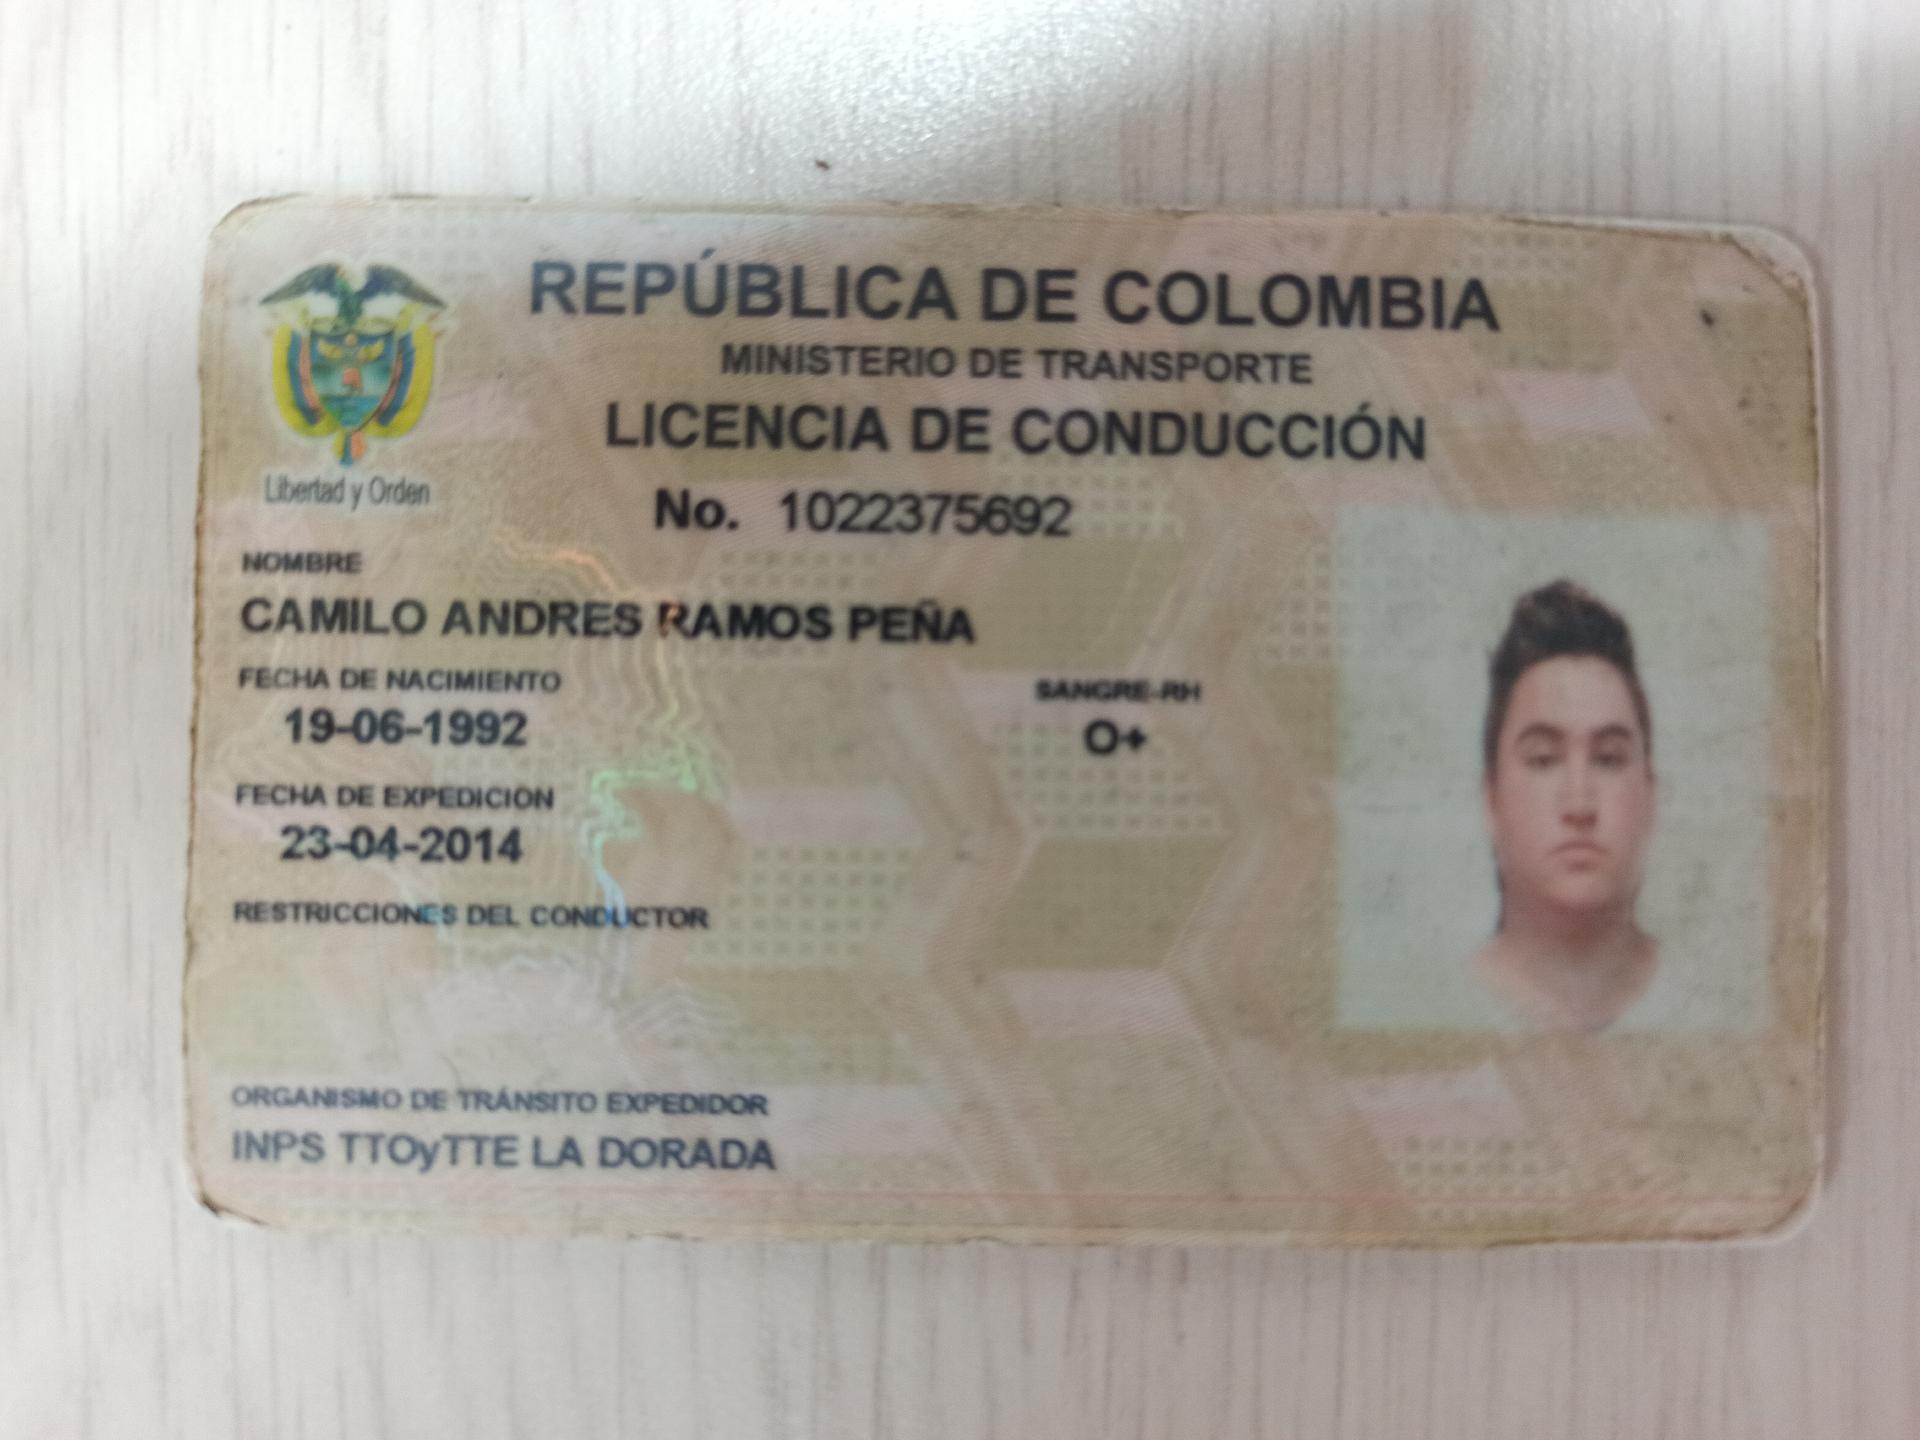 REPÚBLICA DE COLOMBIA
MINISTERIO DE TRANSPORTE
LICENCIA DE CONDUCCIÓN
Libertad y Orden
No. 1022375692
NOMBRE
CAMILO ANDRES RAMOS PEÑA
FECHA DE NACIMIENTO
19-06-1992
SANGRE-RH
O+
FECHA DE EXPEDICION
23-04-2014
RESTRICCIONES DEL CONDUCTOR
ORGANISMO DE TRÁNSITO EXPEDIDOR
INPS TTOyTTE LA DORADA